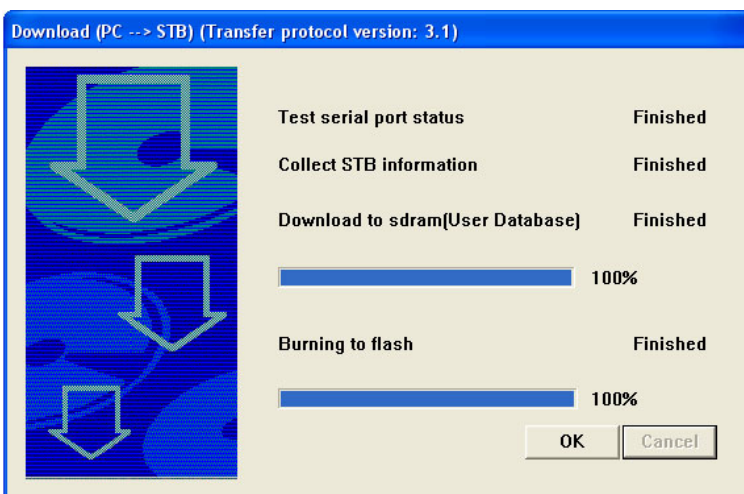 Download (PC --> STB) (Transfer protocol version: 3.1)
Test serial port status Finished
Collect STB information Finished
Download to sdram(User Database) Finished
100%
Burning to flash Finished
100%
OK Cancel